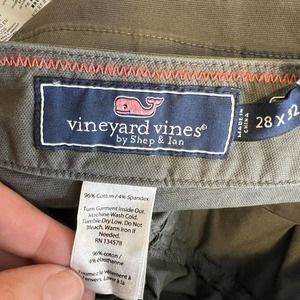 vineyard vines®
by Shep & Ian
MADE IN
CHINA
28 X 32
96% Cotton / 4% Spandex
Turn Garment Inside Out.
Machine Wash Cold.
Tumble Dry Low. Do Not
Bleach. Warm Iron if
Needed.
RN 134578
96% coton /
4% élasthanne
vêtement à